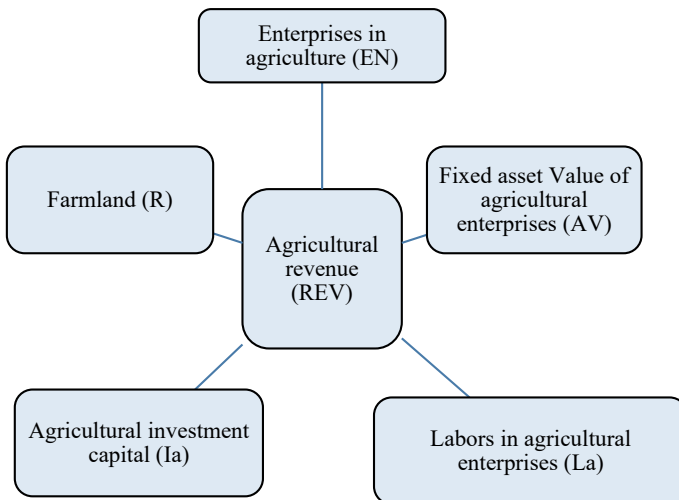 Enterprises in
agriculture (EN)
Farmland (R)
Fixed asset Value of
agricultural
enterprises (AV)
Agricultural
revenue
(REV)
Agricultural investment
capital (Ia)
Labors in agricultural
enterprises (La)